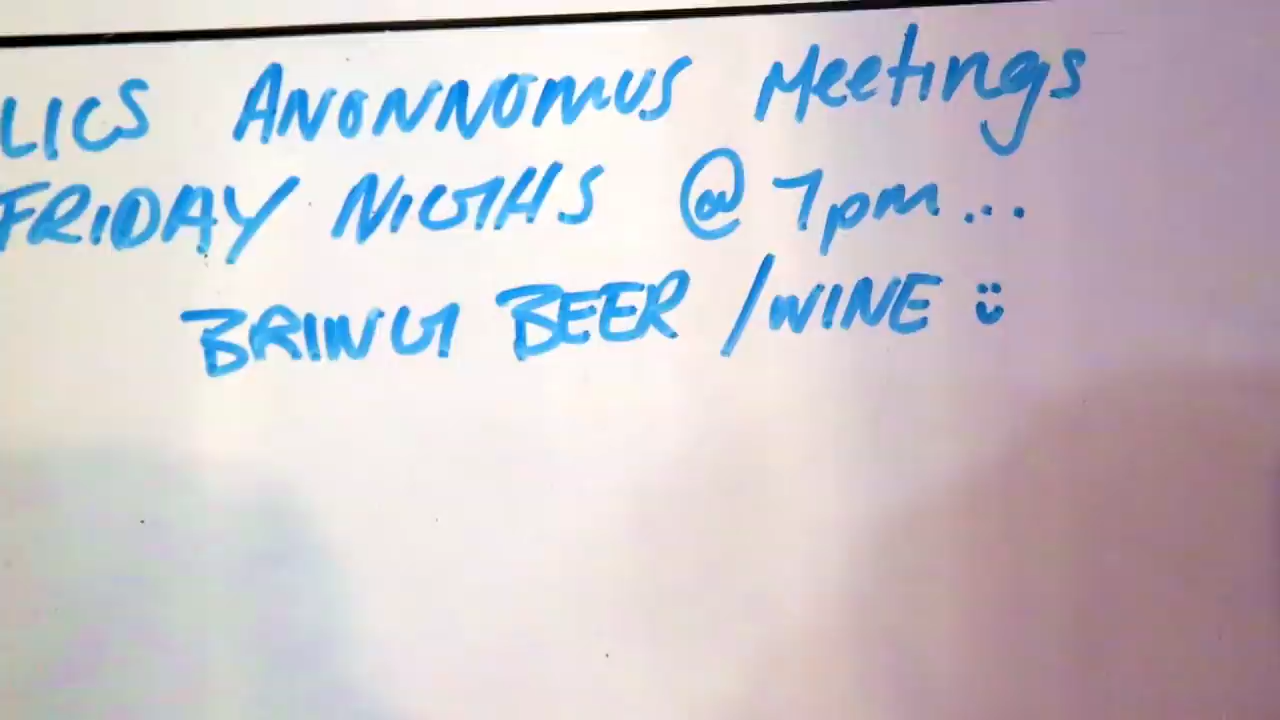 LICS ANONNOMUS Meetings
FRIDAY NIGTHS @ 7pm...
BRING BEER /WINE :)